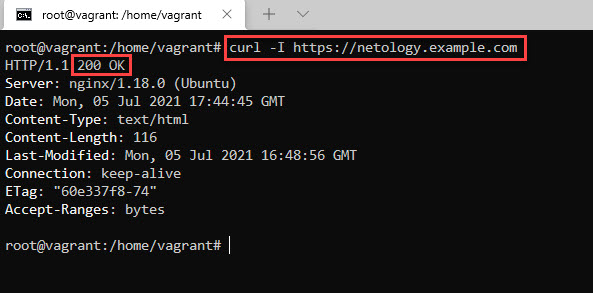 root@vagrant: /home/vagrant
root@vagrant:/home/vagrant# curl -I https://netology.example.com
HTTP/1.1 200 OK
Server: nginx/1.18.0 (Ubuntu)
Date: Mon, 05 Jul 2021 17:44:45 GMT
Content-Type: text/html
Content-Length: 116
Last-Modified: Mon, 05 Jul 2021 16:48:56 GMT
Connection: keep-alive
ETag: "60e337f8-74"
Accept-Ranges: bytes
root@vagrant:/home/vagrant#